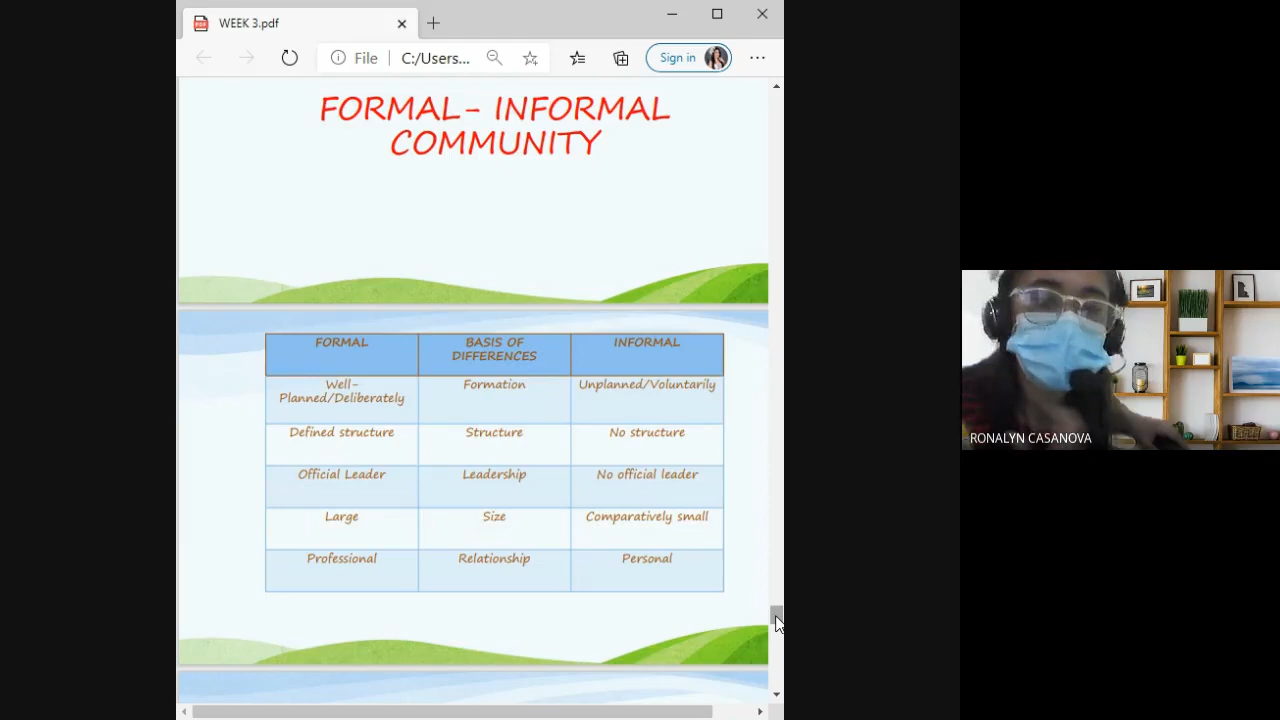 WEEK 3.pdf
File
C:/Users...
Sign in
FORMAL- INFORMAL
COMMUNITY
FORMAL
BASIS OF
DIFFERENCES
INFORMAL
Well-
Planned/Deliberately
Formation
Unplanned/Voluntarily
Defined structure
Structure
No structure
Official Leader
Leadership
No official leader
Large
Size
Comparatively small
Professional
Relationship
Personal
RONALYN CASANOVA